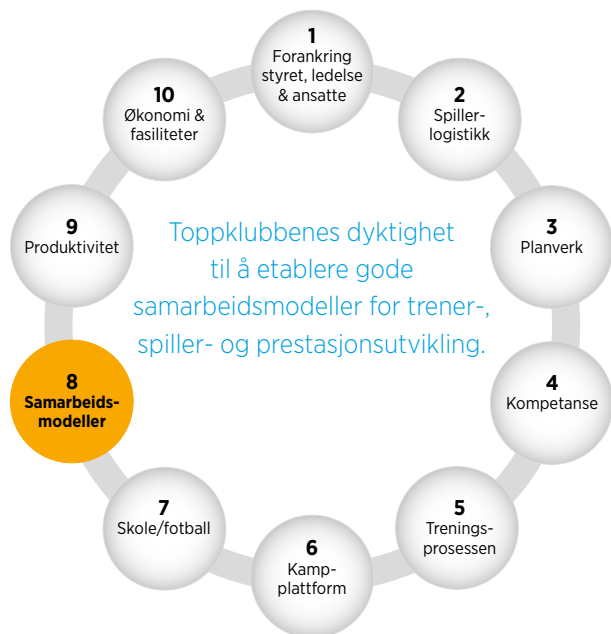 1
Forankring
styret, ledelse
& ansatte
2
Spiller-
logistikk
3
Planverk
4
Kompetanse
5
Trenings-
prosessen
6
Kamp-
plattform
7
Skole/fotball
8
Samarbeids-
modeller
9
Produktivitet
10
Økonomi &
fasiliteter
Toppklubbenes dyktighet
til å etablere gode
samarbeidsmodeller for trener-,
spiller- og prestasjonsutvikling.